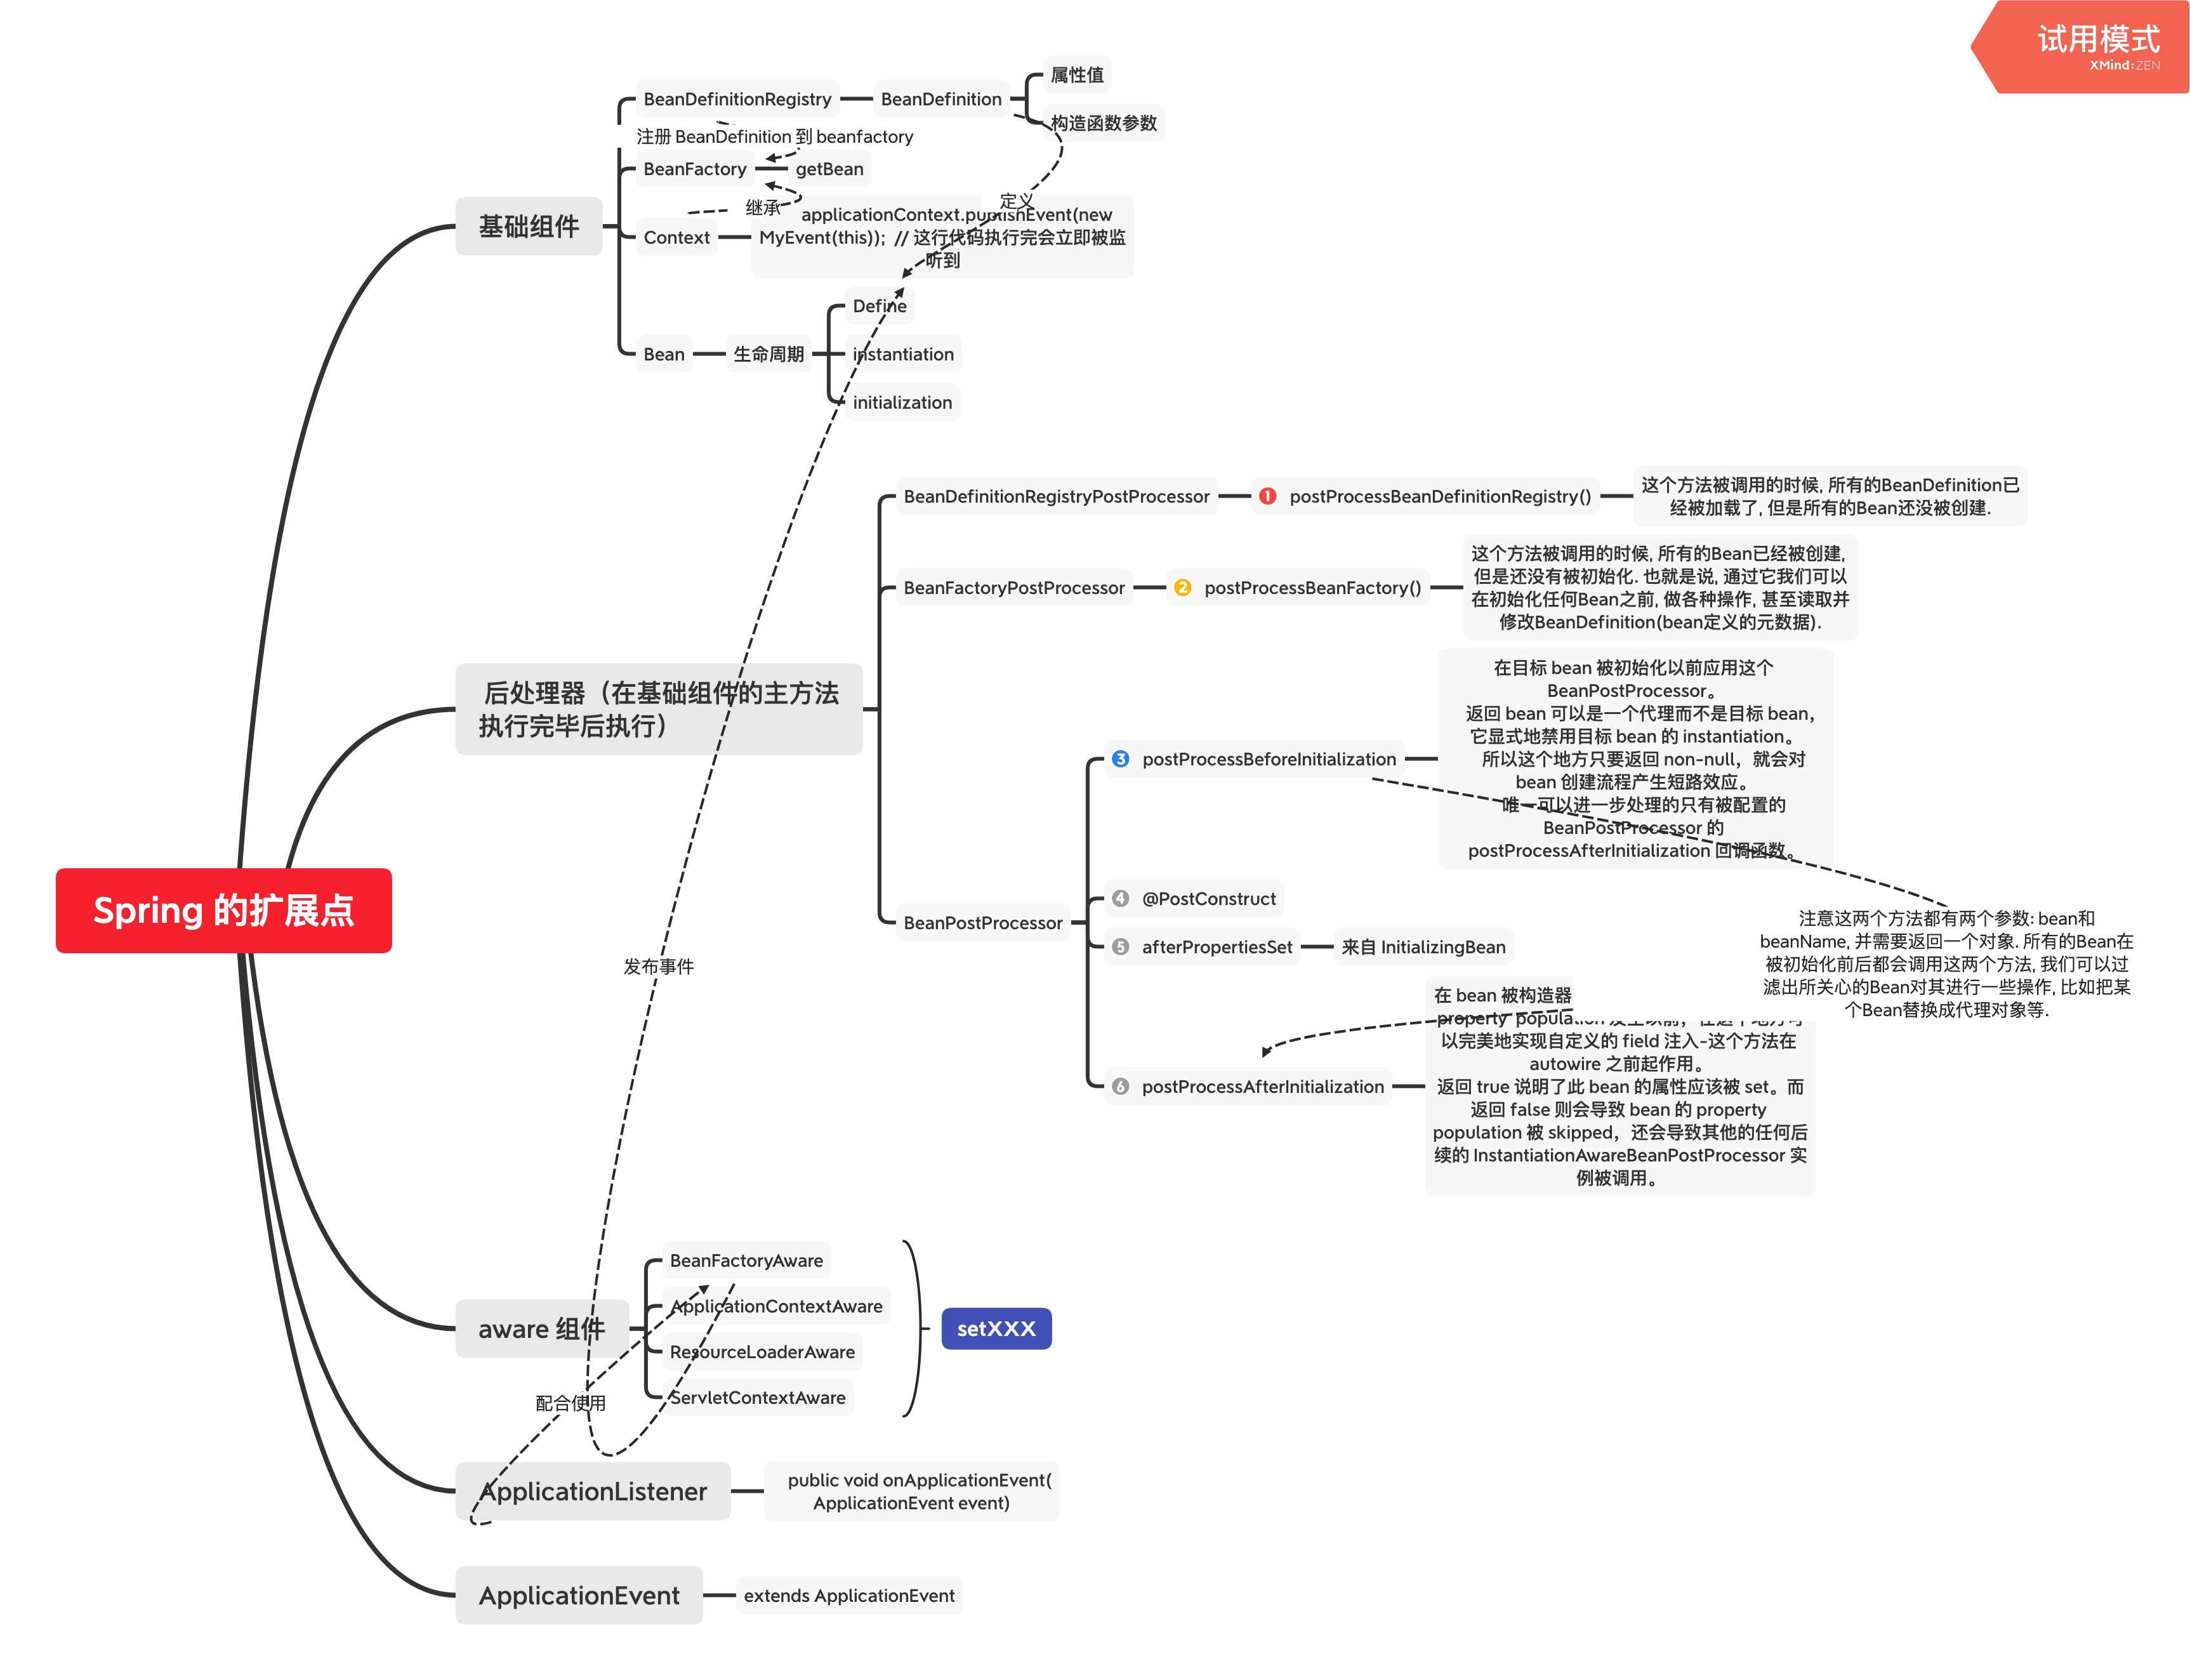 试用模式
XMind:ZEN
Spring 的扩展点
基础组件
BeanDefinitionRegistry
BeanDefinition
属性值
构造函数参数
注册 BeanDefinition 到 beanfactory
BeanFactory
getBean
继承
定义
Context
applicationContext.publishEvent(new
MyEvent(this)); // 这行代码执行完会立即被监
听到
Bean
生命周期
Define
instantiation
initialization
后处理器（在基础组件的主方法
执行完毕后执行）
BeanDefinitionRegistryPostProcessor
1 postProcessBeanDefinitionRegistry()
这个方法被调用的时候, 所有的BeanDefinition已
经被加载了, 但是所有的Bean还没被创建.
BeanFactoryPostProcessor
2 postProcessBeanFactory()
这个方法被调用的时候, 所有的Bean已经被创建,
但是还没有被初始化. 也就是说, 通过它我们可以
在初始化任何Bean之前, 做各种操作, 甚至读取并
修改BeanDefinition(bean定义的元数据).
BeanPostProcessor
3 postProcessBeforeInitialization
在目标 bean 被初始化以前应用这个
BeanPostProcessor。
返回 bean 可以是一个代理而不是目标 bean，
它显式地禁用目标 bean 的 instantiation。
所以这个地方只要返回 non-null，就会对
bean 创建流程产生短路效应。
唯一可以进一步处理的只有被配置的
BeanPostProcessor 的
postProcessAfterInitialization 回调函数。
4 @PostConstruct
5 afterPropertiesSet
来自 InitializingBean
6 postProcessAfterInitialization
在 bean 被构造器
property population 发生以前，在这个地方可
以完美地实现自定义的 field 注入-这个方法在
autowire 之前起作用。
返回 true 说明了此 bean 的属性应该被 set。而
返回 false 则会导致 bean 的 property
population 被 skipped，还会导致其他的任何后
续的 InstantiationAwareBeanPostProcessor 实
例被调用。
注意这两个方法都有两个参数: bean和
beanName, 并需要返回一个对象. 所有的Bean在
被初始化前后都会调用这两个方法, 我们可以过
滤出所关心的Bean对其进行一些操作, 比如把某
个Bean替换成代理对象等.
发布事件
aware 组件
BeanFactoryAware
ApplicationContextAware
ResourceLoaderAware
ServletContextAware
setXXX
配合使用
ApplicationListener
public void onApplicationEvent(
ApplicationEvent event)
ApplicationEvent
extends ApplicationEvent